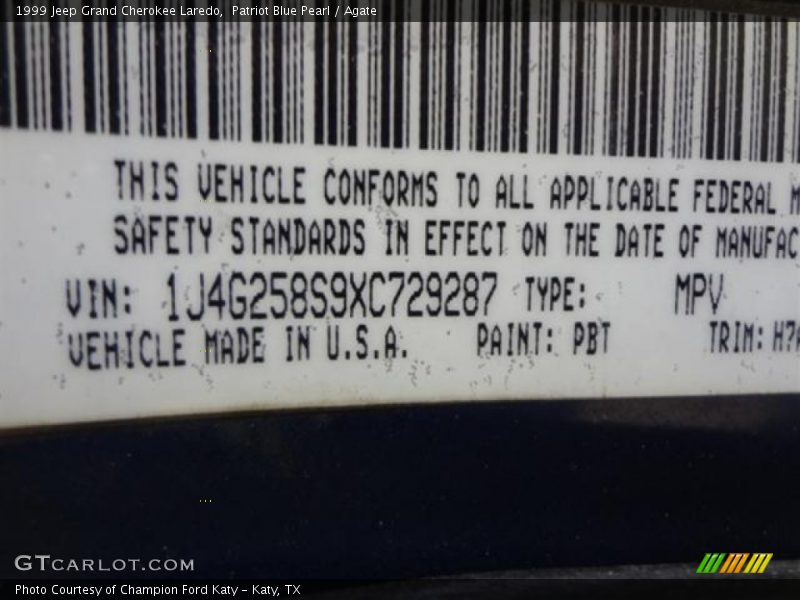 1999 Jeep Grand Cherokee Laredo, Patriot Blue Pearl / Agate
THIS VEHICLE CONFORMS TO ALL APPLICABLE FEDERAL M
SAFETY STANDARDS IN EFFECT ON THE DATE OF MANUFAC
VIN: 1J4G258S9XC729287 TYPE: MPV
VEHICLE MADE IN U.S.A. PAINT: PBT TRIM: H7A
GTCARLOT.COM
Photo Courtesy of Champion Ford Katy - Katy, TX